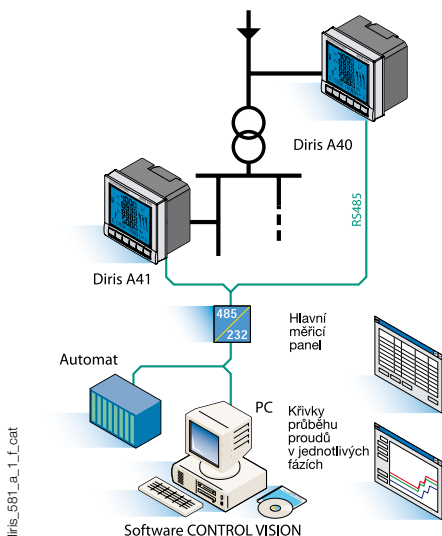 Diris A40
RS485
Diris A41
485
232
Hlavní
měřicí
panel
Automat
PC
Křivky
průběhu
proudů
v jednotlivých
fázích
Software CONTROL VISION
iris_581_a_1_f_cat